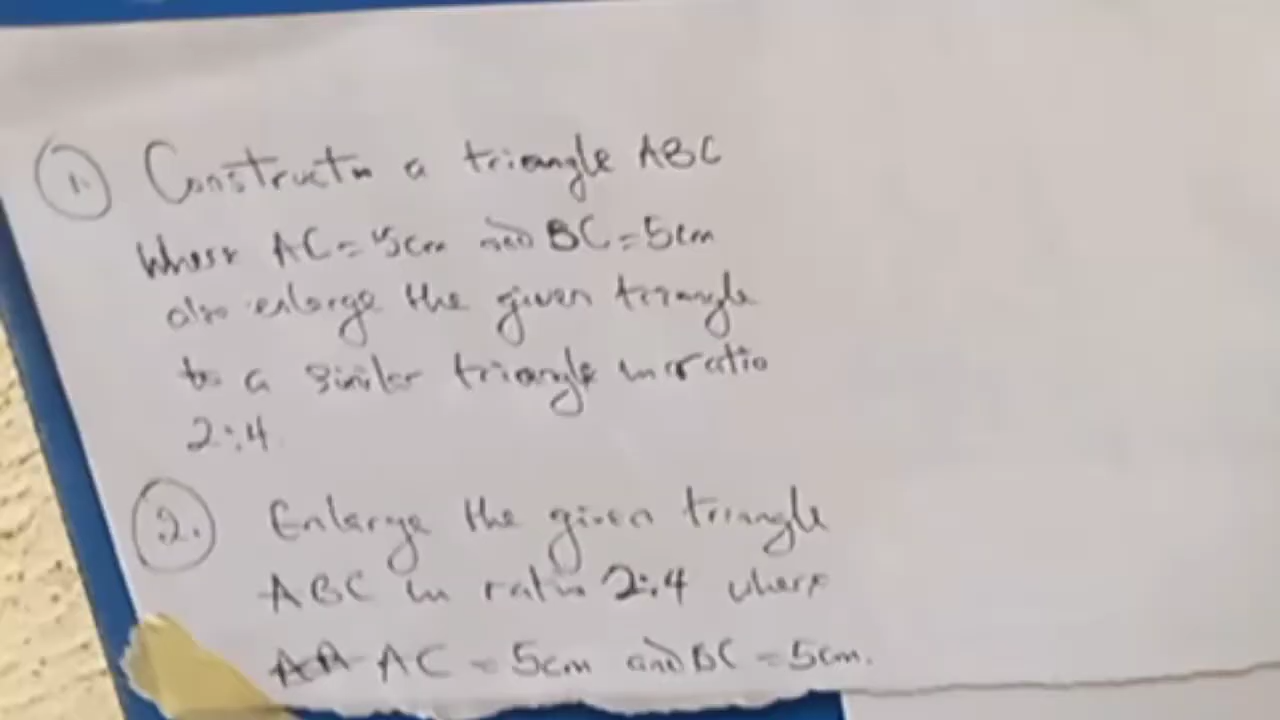 1. Construct a triangle ABC
Where AC = 5cm and BC = 5cm
also enlarge the given triangle
to a similar triangle in ratio
2:4
2. Enlarge the given triangle
ABC in ratio 2:4 where
AC = 5cm and BC = 5cm.